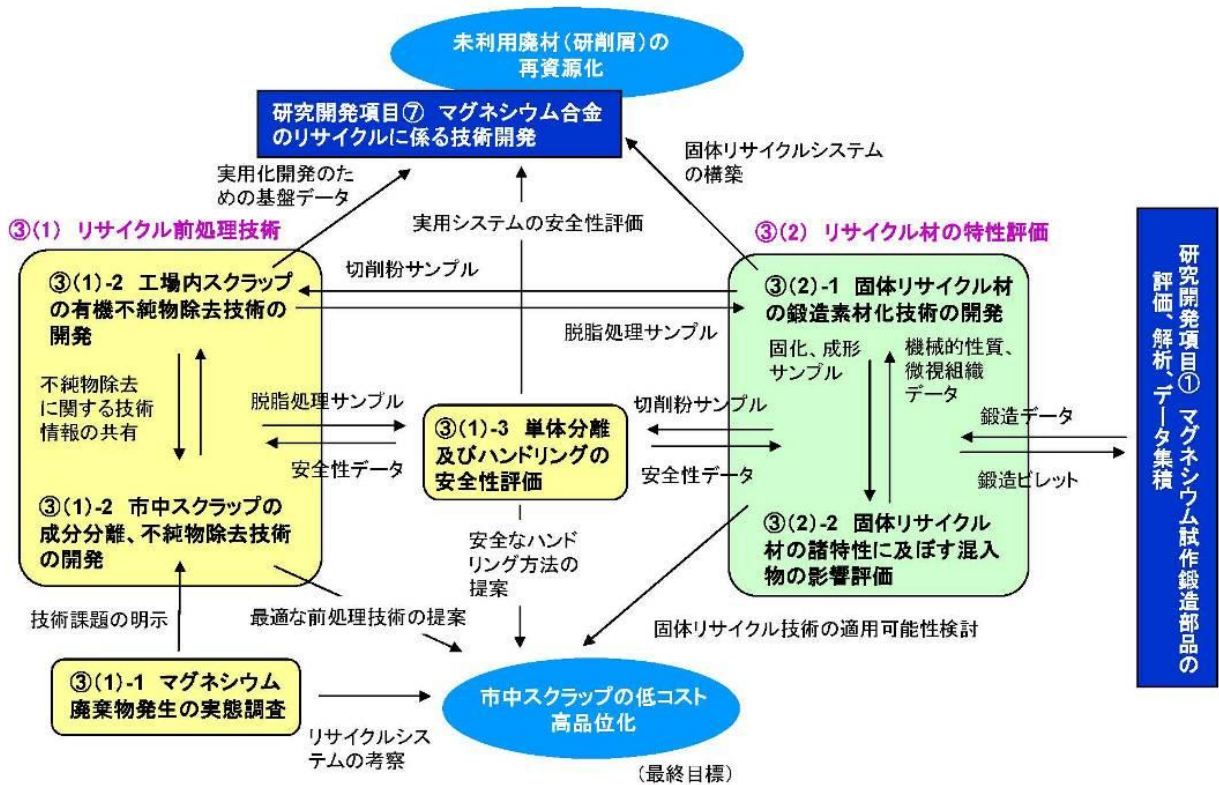 未利用廃材(研削屑)の
再資源化
研究開発項目⑦ マグネシウム合金
のリサイクルに係る技術開発
実用化開発のた
めの基盤データ
固体リサイクルシステム
の構築
実用システムの安全性評価
③(1) リサイクル前処理技術
③(2) リサイクル材の特性評価
③(1)-2 工場内スクラップ
の有機不純物除去技術の
開発
切削粉サンプル
脱脂処理サンプル
③(2)-1 固体リサイクル材
の鍛造素材化技術の開発
不純物除去
に関する技術
情報の共有
脱脂処理サンプル
安全性データ
③(1)-3 単体分離
及びハンドリングの
安全性評価
切削粉サンプル
安全性データ
固化、成形
サンプル
機械的性質、
微視組織
データ
鍛造データ
鍛造ビレット
研究開発項目① マグネシウム試作鍛造部品の
評価、解析、データ集積
③(1)-2 市中スクラップの
成分分離、不純物除去技術
の開発
③(2)-2 固体リサイクル
材の諸特性に及ぼす混入
物の影響評価
安全なハンド
リング方法の
提案
技術課題の明示
最適な前処理技術の提案
固体リサイクル技術の適用可能性検討
③(1)-1 マグネシウム
廃棄物発生の実態調査
リサイクルシス
テムの考察
市中スクラップの低コスト
高品位化
(最終目標)